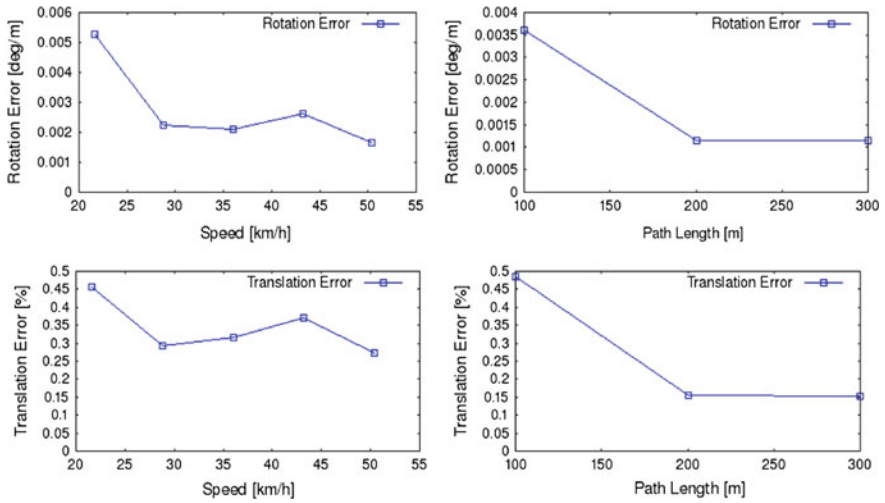 Rotation Error
Rotation Error [deg/m]
0.006
0.005
0.004
0.003
0.002
0.001
0
20 25 30 35 40 45 50 55
Speed [km/h]
Rotation Error
Rotation Error [deg/m]
0.004
0.0035
0.003
0.0025
0.002
0.0015
0.001
0.0005
0
100 150 200 250 300
Path Length [m]
Translation Error
Translation Error [%]
0.5
0.45
0.4
0.35
0.3
0.25
0.2
0.15
0.1
0.05
0
20 25 30 35 40 45 50 55
Speed [km/h]
Translation Error
Translation Error [%]
0.5
0.45
0.4
0.35
0.3
0.25
0.2
0.15
0.1
0.05
0
100 150 200 250 300
Path Length [m]